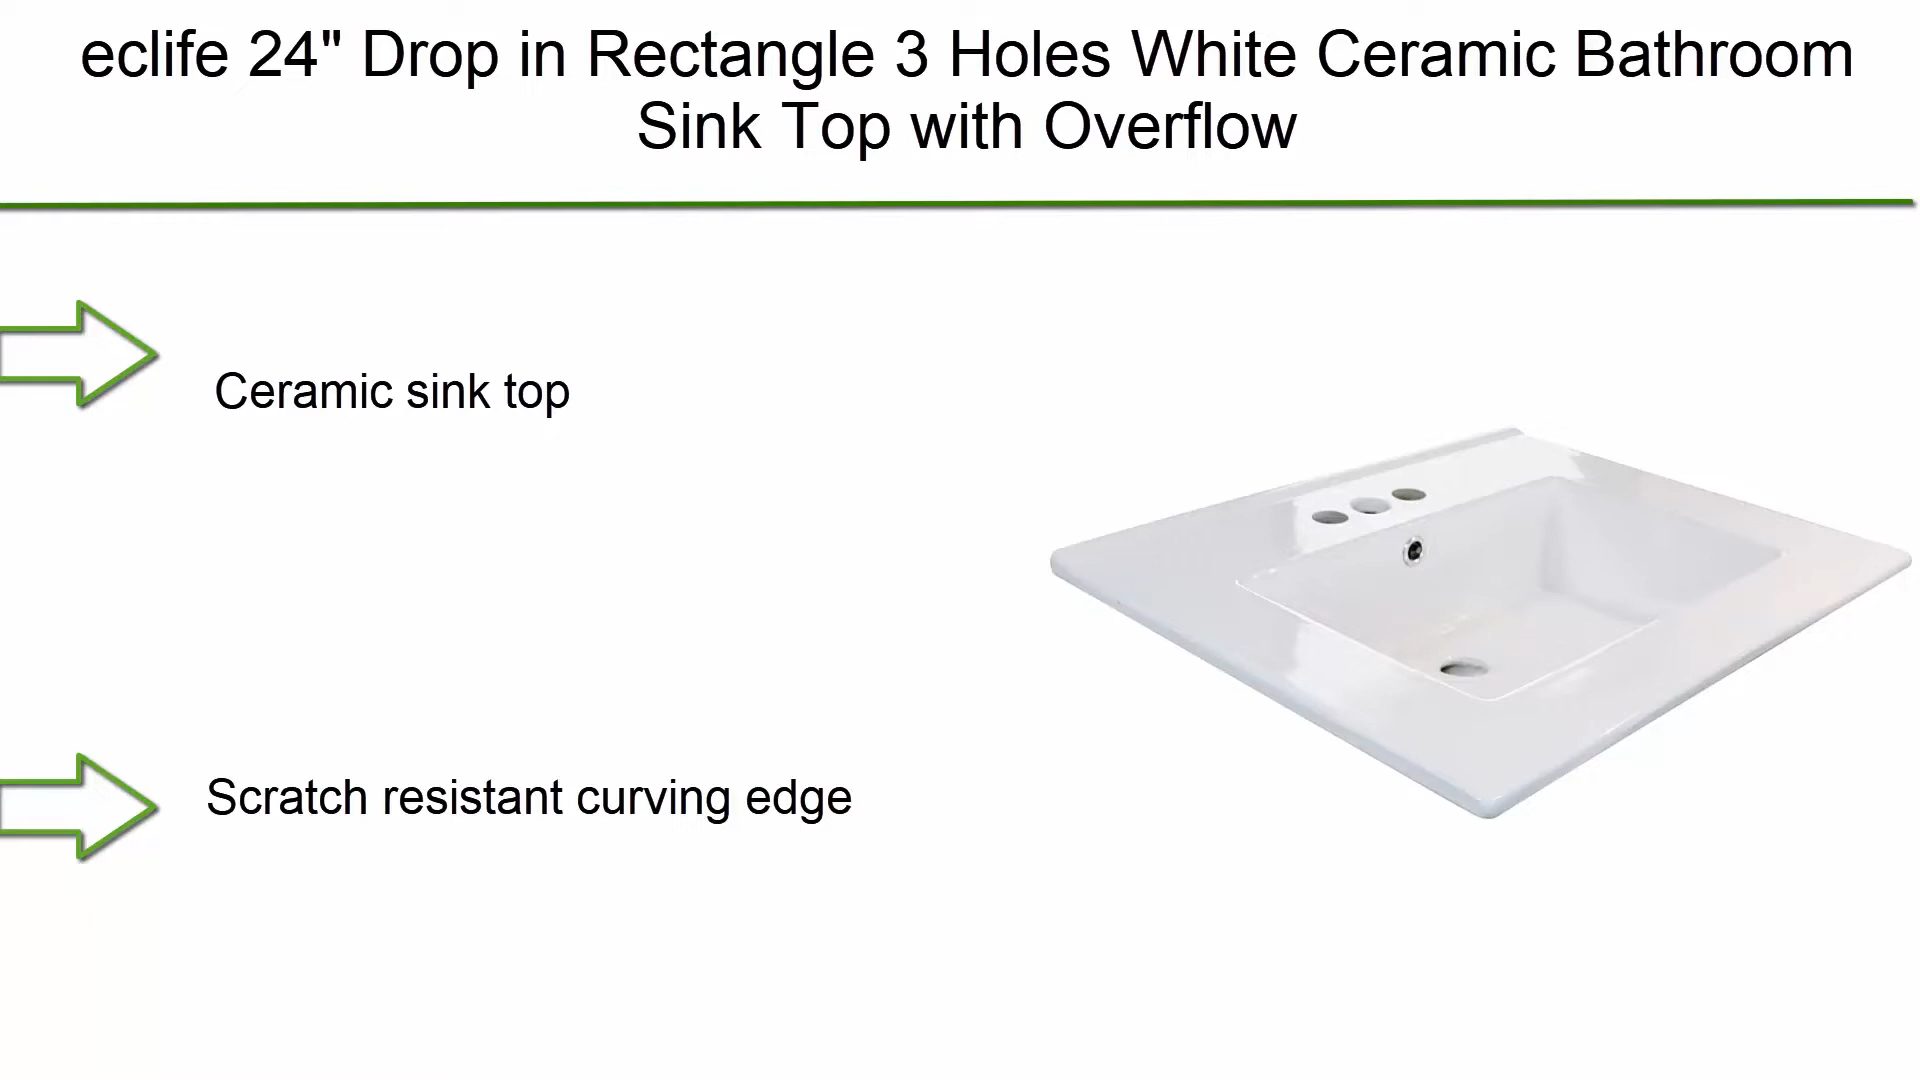 eclife 24" Drop in Rectangle 3 Holes White Ceramic Bathroom
Sink Top with Overflow
Ceramic sink top
Scratch resistant curving edge